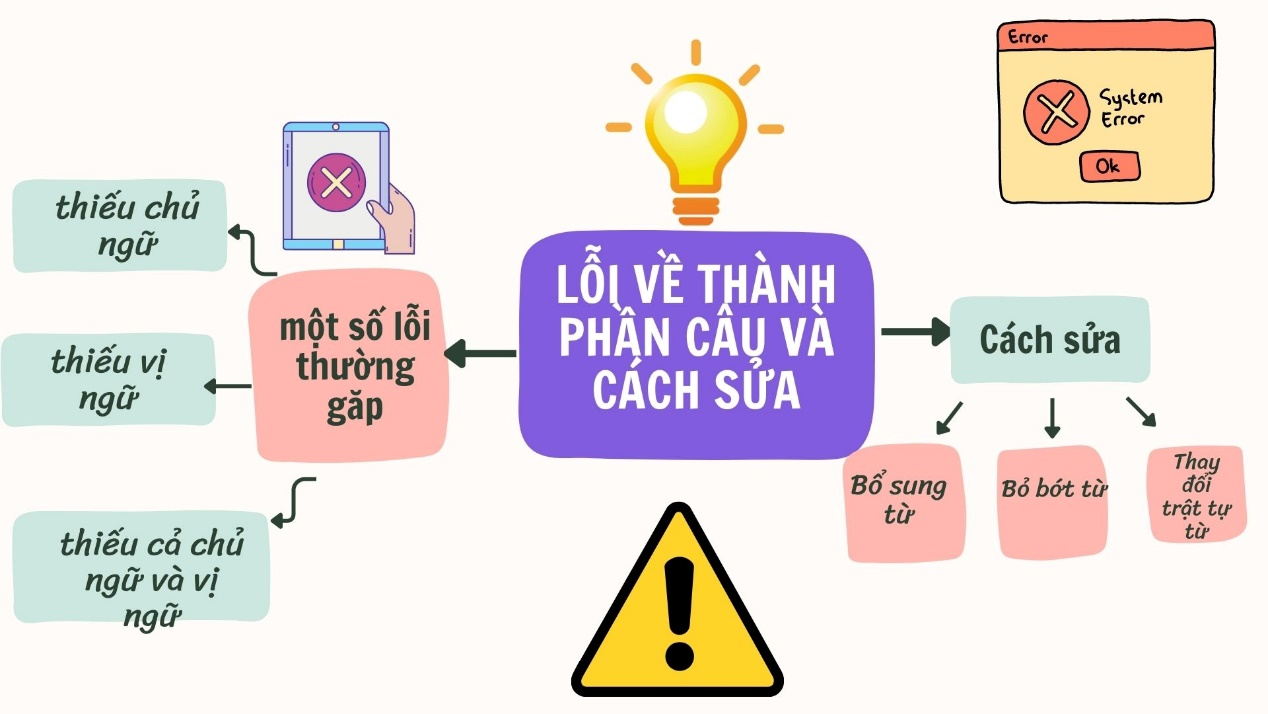 Error
System
Error
Ok
LỖI VỀ THÀNH
PHẦN CÂU VÀ
CÁCH SỬA
một số lỗi
thường
gặp
thiếu chủ
ngữ
thiếu vị
ngữ
thiếu cả chủ
ngữ và vị
ngữ
Cách sửa
Bổ sung
từ
Bỏ bớt từ
Thay
đổi
trật tự
từ